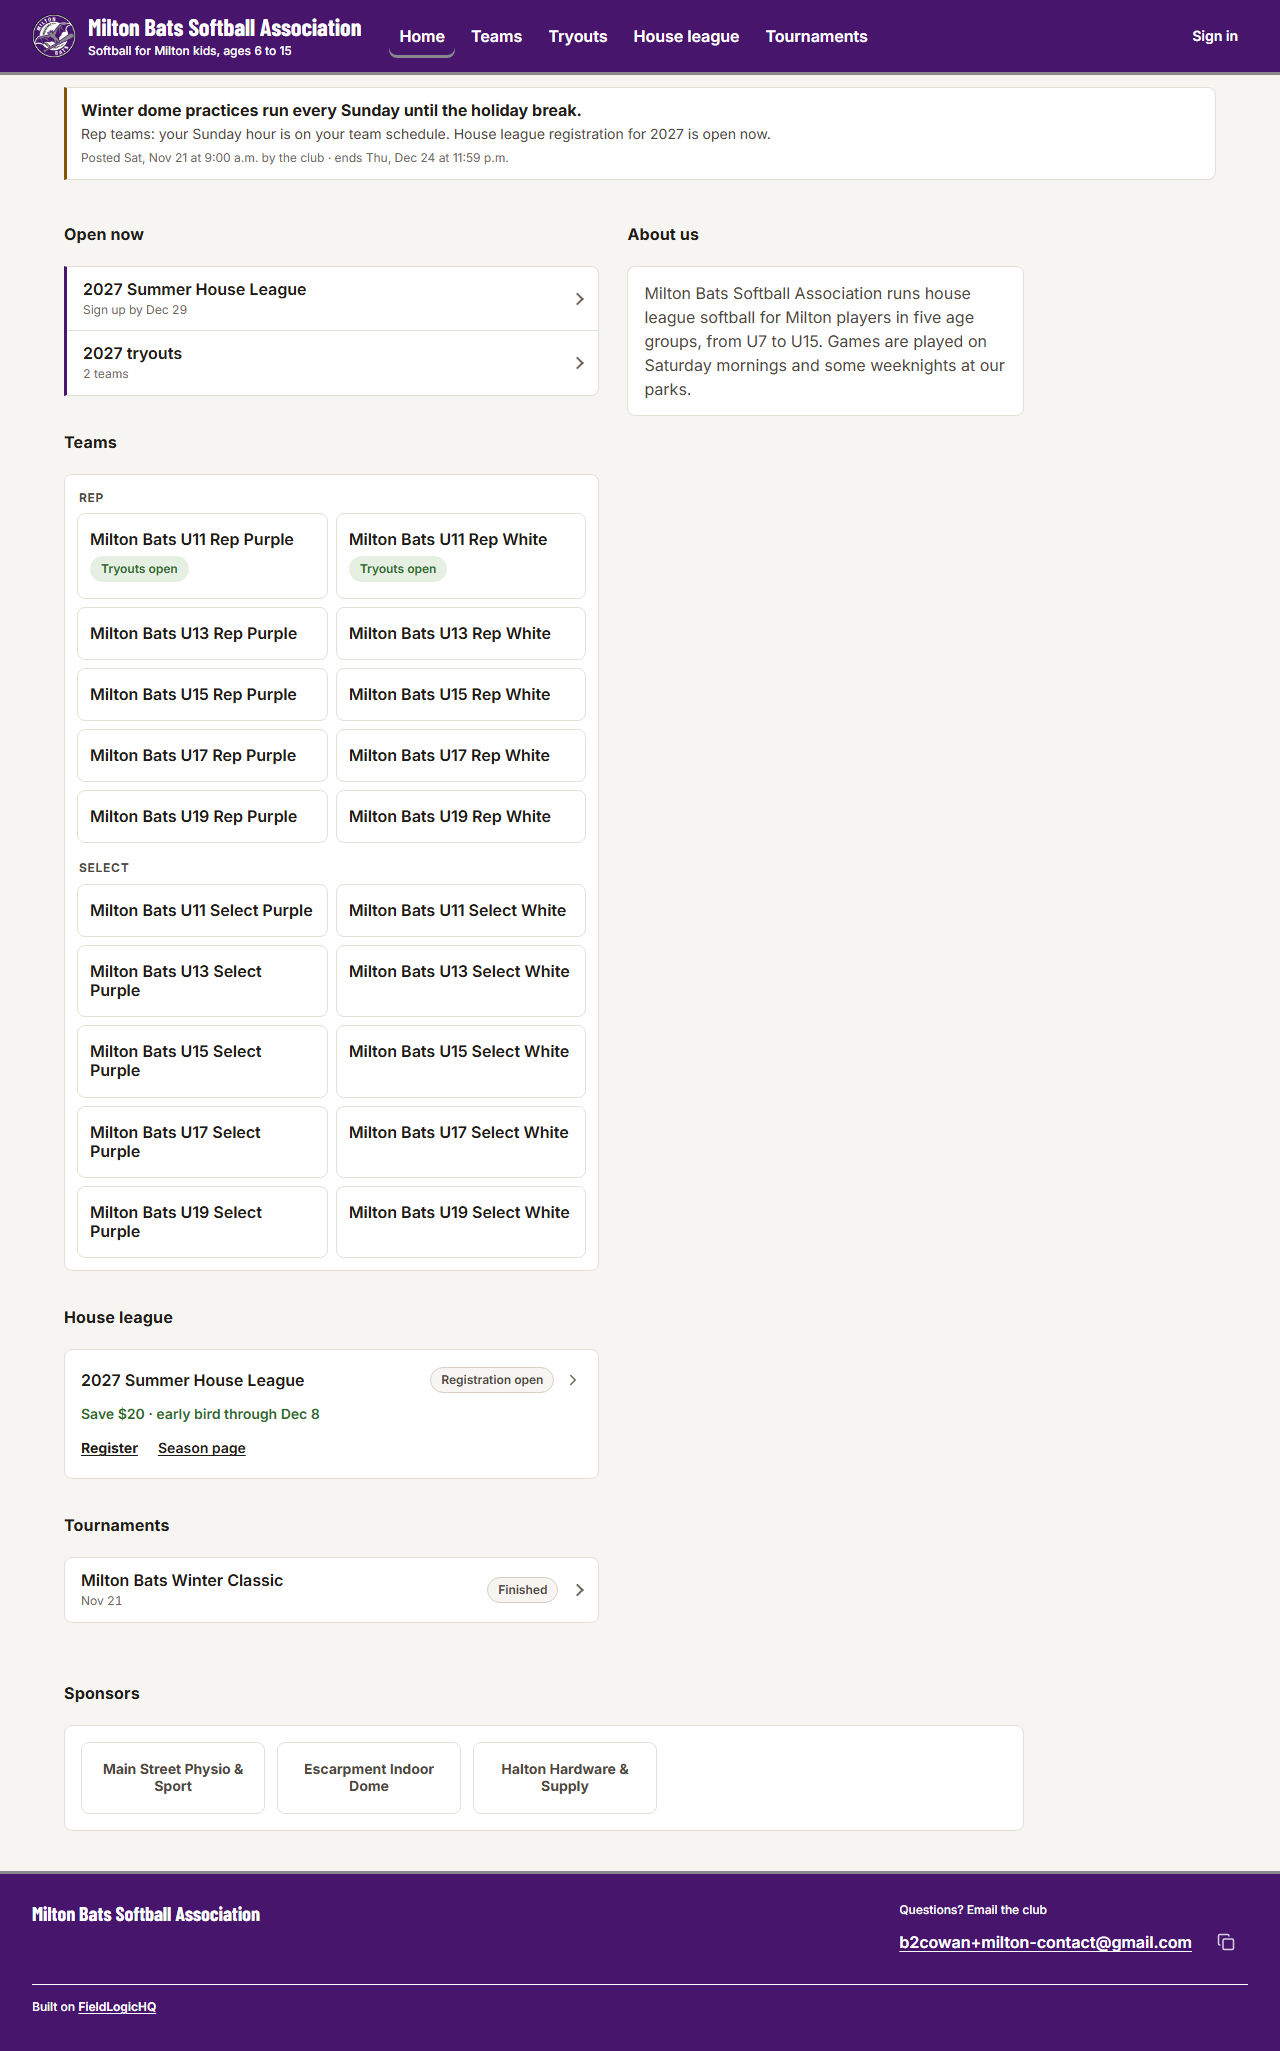 Milton Bats Softball Association
Softball for Milton kids, ages 6 to 15
Home
Teams
Tryouts
House league
Tournaments
Sign in
Winter dome practices run every Sunday until the holiday break.
Rep teams: your Sunday hour is on your team schedule. House league registration for 2027 is open now.
Posted Sat, Nov 21 at 9:00 a.m. by the club · ends Thu, Dec 24 at 11:59 p.m.
Open now
2027 Summer House League
Sign up by Dec 29
2027 tryouts
2 teams
About us
Milton Bats Softball Association runs house
league softball for Milton players in five age
groups, from U7 to U15. Games are played on
Saturday mornings and some weeknights at our
parks.
Teams
REP
Milton Bats U11 Rep Purple
Tryouts open
Milton Bats U11 Rep White
Tryouts open
Milton Bats U13 Rep Purple
Milton Bats U13 Rep White
Milton Bats U15 Rep Purple
Milton Bats U15 Rep White
Milton Bats U17 Rep Purple
Milton Bats U17 Rep White
Milton Bats U19 Rep Purple
Milton Bats U19 Rep White
SELECT
Milton Bats U11 Select Purple
Milton Bats U11 Select White
Milton Bats U13 Select
Purple
Milton Bats U13 Select White
Milton Bats U15 Select
Purple
Milton Bats U15 Select White
Milton Bats U17 Select
Purple
Milton Bats U17 Select White
Milton Bats U19 Select
Purple
Milton Bats U19 Select White
House league
2027 Summer House League
Registration open
Save $20 · early bird through Dec 8
Register
Season page
Tournaments
Milton Bats Winter Classic
Nov 21
Finished
Sponsors
Main Street Physio &
Sport
Escarpment Indoor
Dome
Halton Hardware &
Supply
Milton Bats Softball Association
Questions? Email the club
b2cowan+milton-contact@gmail.com
Built on FieldLogicHQ